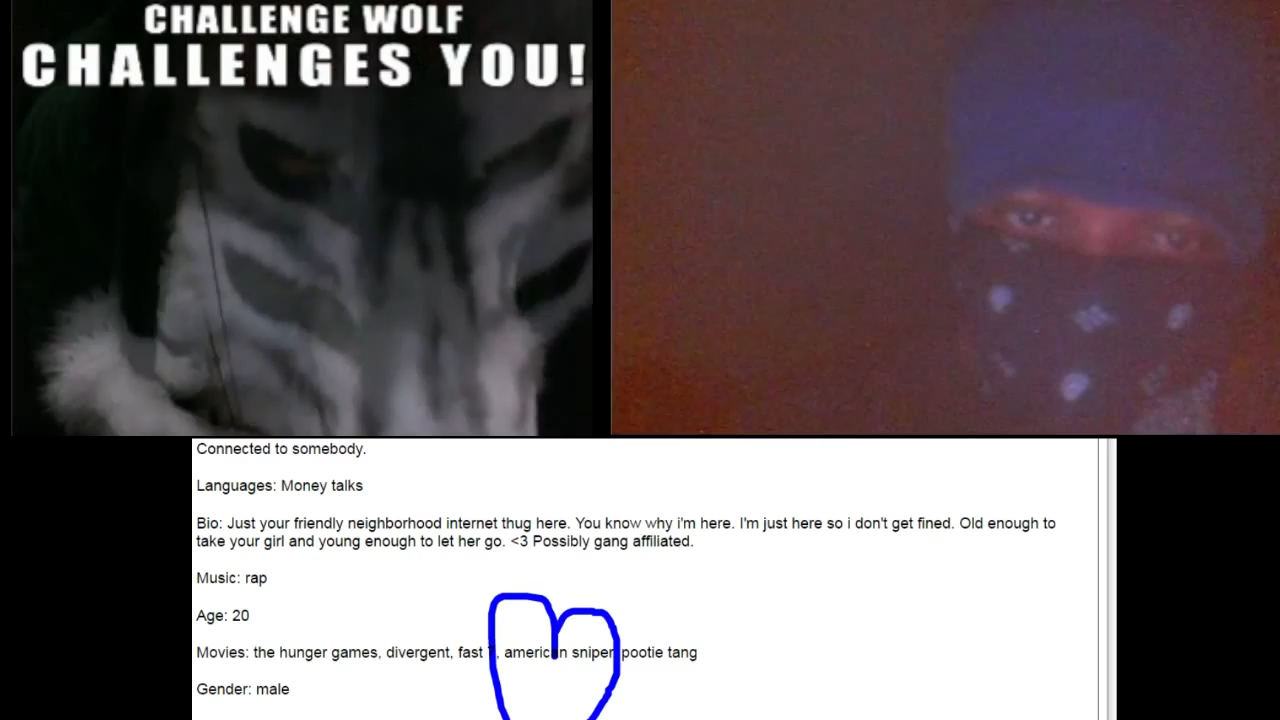 CHALLENGE WOLF
CHALLENGES YOU!
Connected to somebody.
Languages: Money talks
Bio: Just your friendly neighborhood internet thug here. You know why i'm here. I'm just here so i don't get fined. Old enough to
take your girl and young enough to let her go. <3 Possibly gang affiliated.
Music: rap
Age: 20
Movies: the hunger games, divergent, fast 7, american sniper, pootie tang
Gender: male